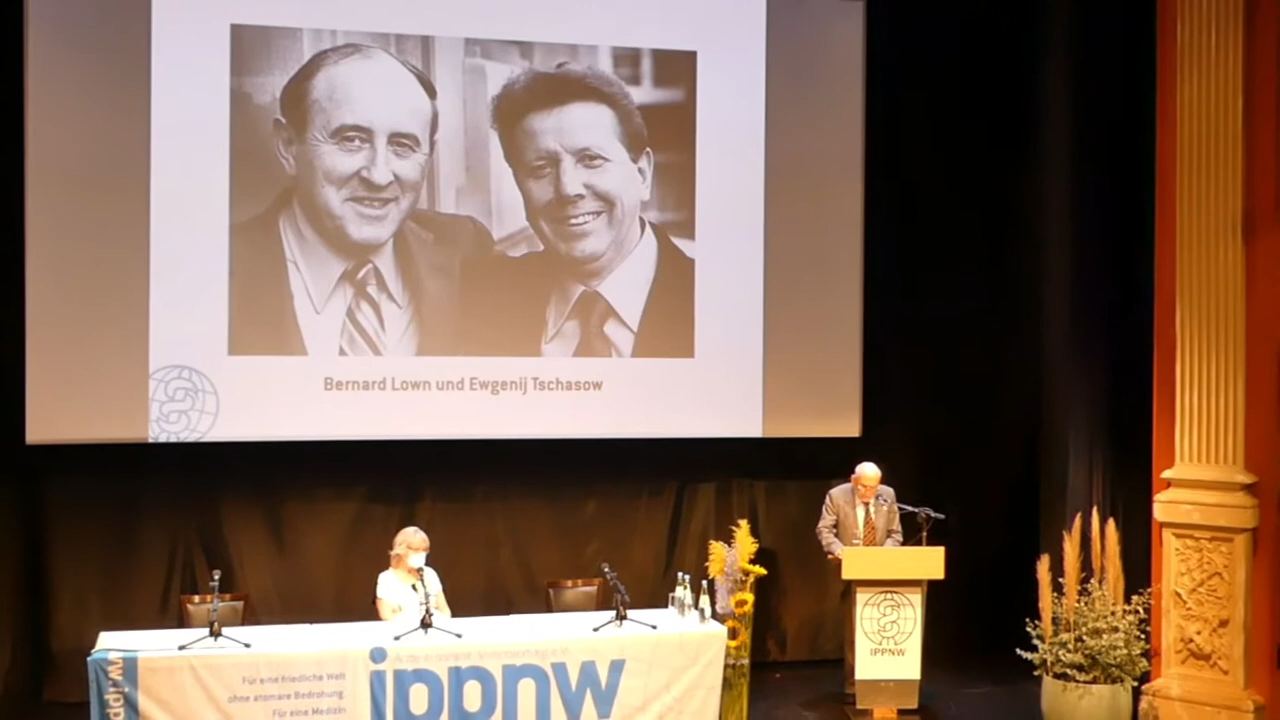 Bernard Lown und Ewgenij Tschasow
IPPNW
Für eine friedliche Welt
ohne atomare Bedrohung.
Für eine Medizin
ippnw